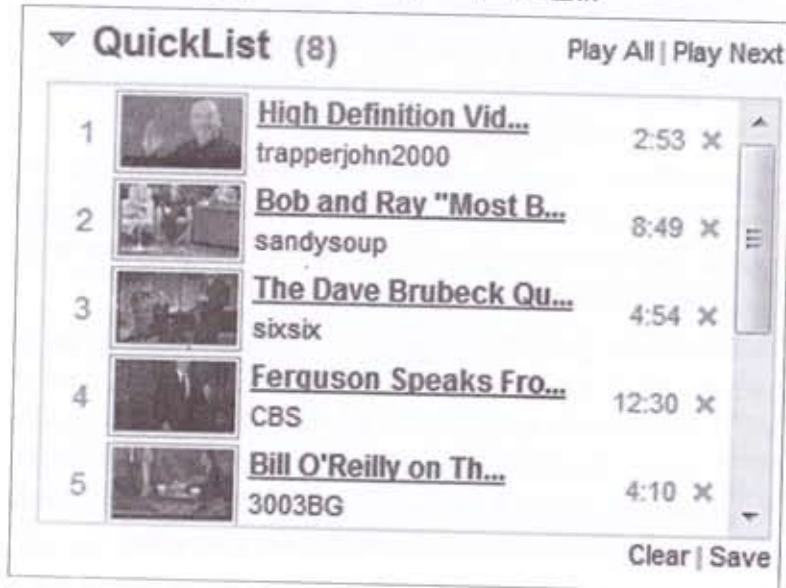 QuickList (8) Play All | Play Next
1 High Definition Vid... 2:53
trapperjohn2000
2 Bob and Ray "Most B... 8:49
sandysoup
3 The Dave Brubeck Qu... 4:54
sixsix
4 Ferguson Speaks Fro... 12:30
CBS
5 Bill O'Reilly on Th... 4:10
3003BG
Clear | Save